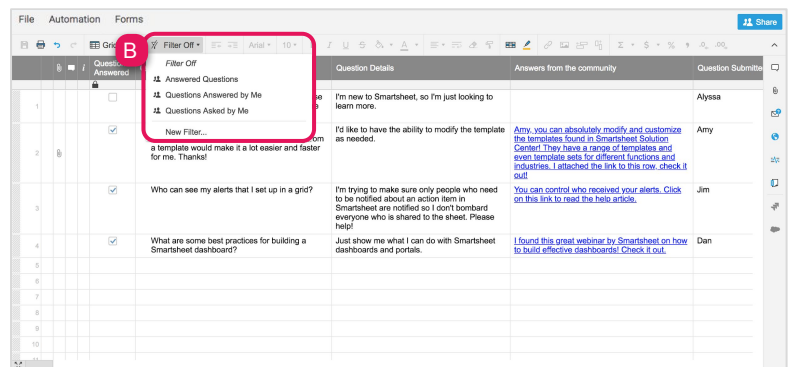 File Automation Forms
Share
B
Grid
Filter Off
Arial
10
I U S A
Σ $ % , .0 .00
i
Question
Answered
Question Details
Answers from the community
Question Submitte
Filter Off
Answered Questions
Questions Answered by Me
Questions Asked by Me
New Filter...
1
se
e
I'm new to Smartsheet, so I'm just looking to
learn more.
Alyssa
2
om
a template would make it a lot easier and faster
for me. Thanks!
I'd like to have the ability to modify the template
as needed.
Amy, you can absolutely modify and customize
the templates found in Smartsheet Solution
Center! They have a range of templates and
even template sets for different functions and
industries. I attached the link to this row, check it
out!
Amy
3
Who can see my alerts that I set up in a grid?
I'm trying to make sure only people who need
to be notified about an action item in
Smartsheet are notified so I don't bombard
everyone who is shared to the sheet. Please
help!
You can control who received your alerts. Click
on this link to read the help article.
Jim
4
What are some best practices for building a
Smartsheet dashboard?
Just show me what I can do with Smartsheet
dashboards and portals.
I found this great webinar by Smartsheet on how
to build effective dashboards! Check it out.
Dan
5
6
7
8
9
10